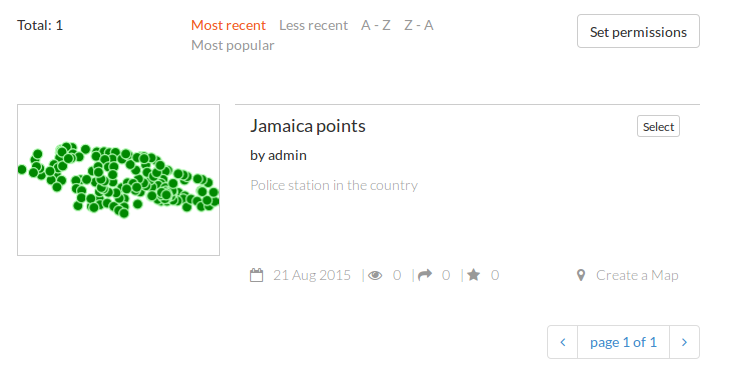 Total: 1
Most recent Less recent A - Z Z - A
Most popular
Set permissions
Jamaica points
Select
by admin
Police station in the country
21 Aug 2015 | 0 | 0 | 0
Create a Map
< page 1 of 1 >